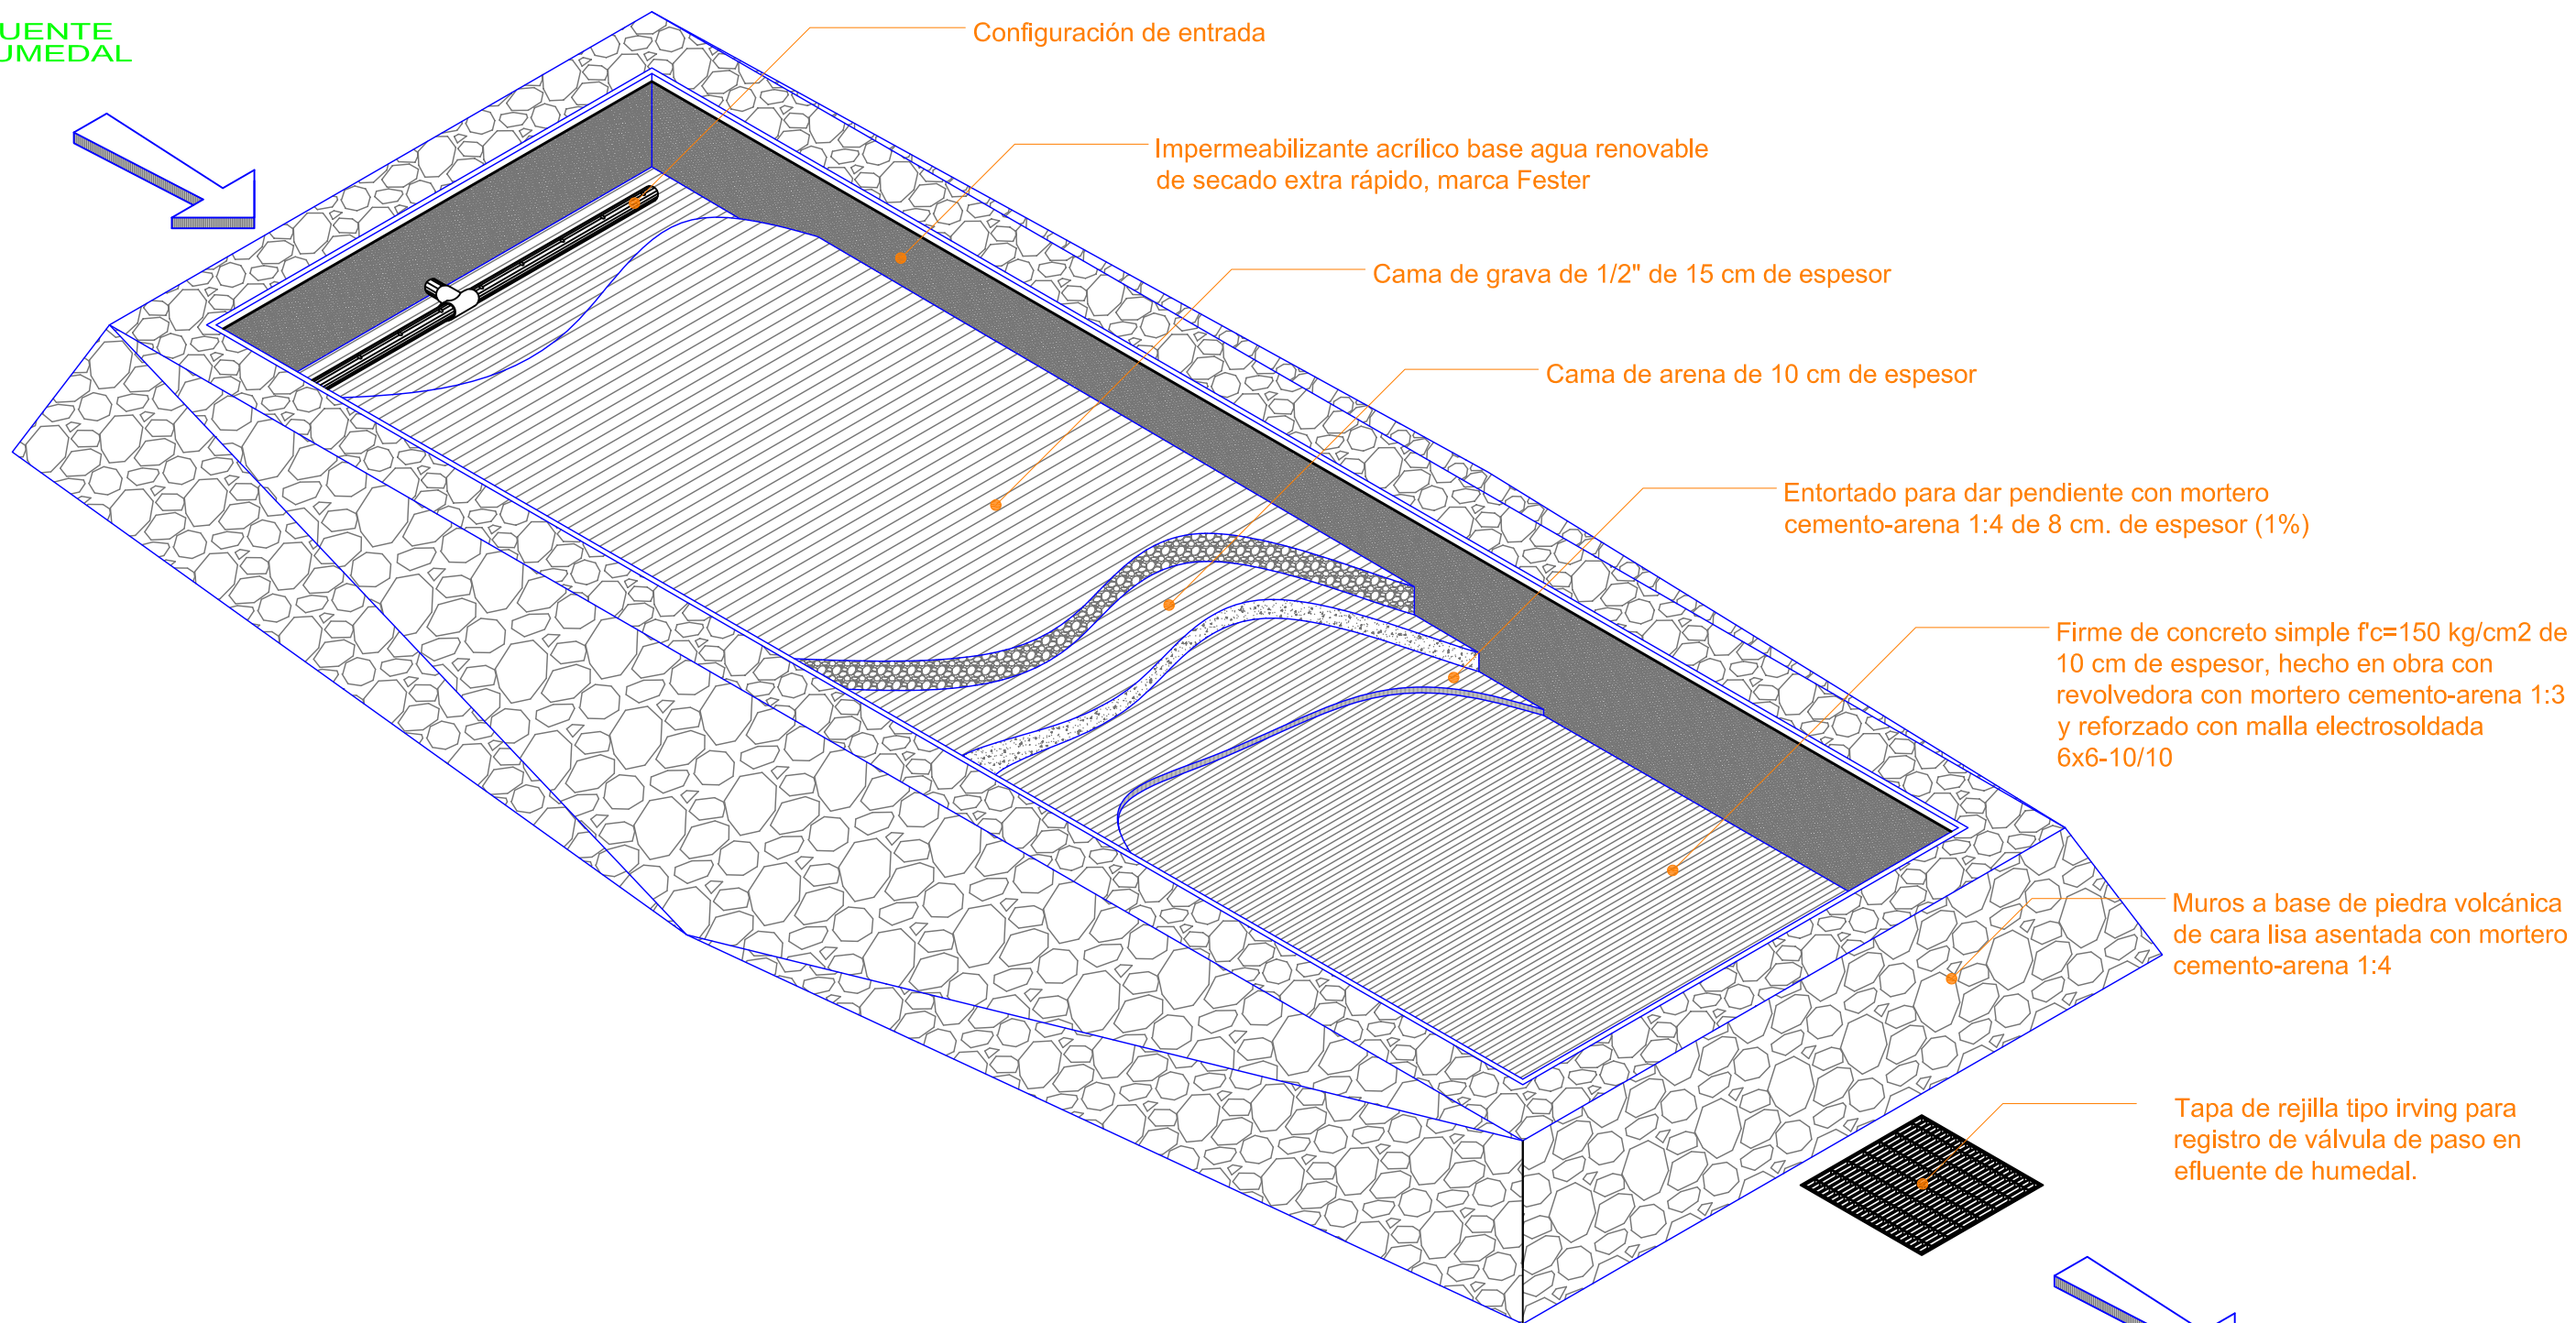 UENTE
UMEDAL
Configuración de entrada
Impermeabilizante acrílico base agua renovable
de secado extra rápido, marca Fester
Cama de grava de 1/2" de 15 cm de espesor
Cama de arena de 10 cm de espesor
Entortado para dar pendiente con mortero
cemento-arena 1:4 de 8 cm. de espesor (1%)
Firme de concreto simple f'c=150 kg/cm2 de
10 cm de espesor, hecho en obra con
revolvedora con mortero cemento-arena 1:3
y reforzado con malla electrosoldada
6x6-10/10
Muros a base de piedra volcánica
de cara lisa asentada con mortero
cemento-arena 1:4
Tapa de rejilla tipo irving para
registro de válvula de paso en
efluente de humedal.